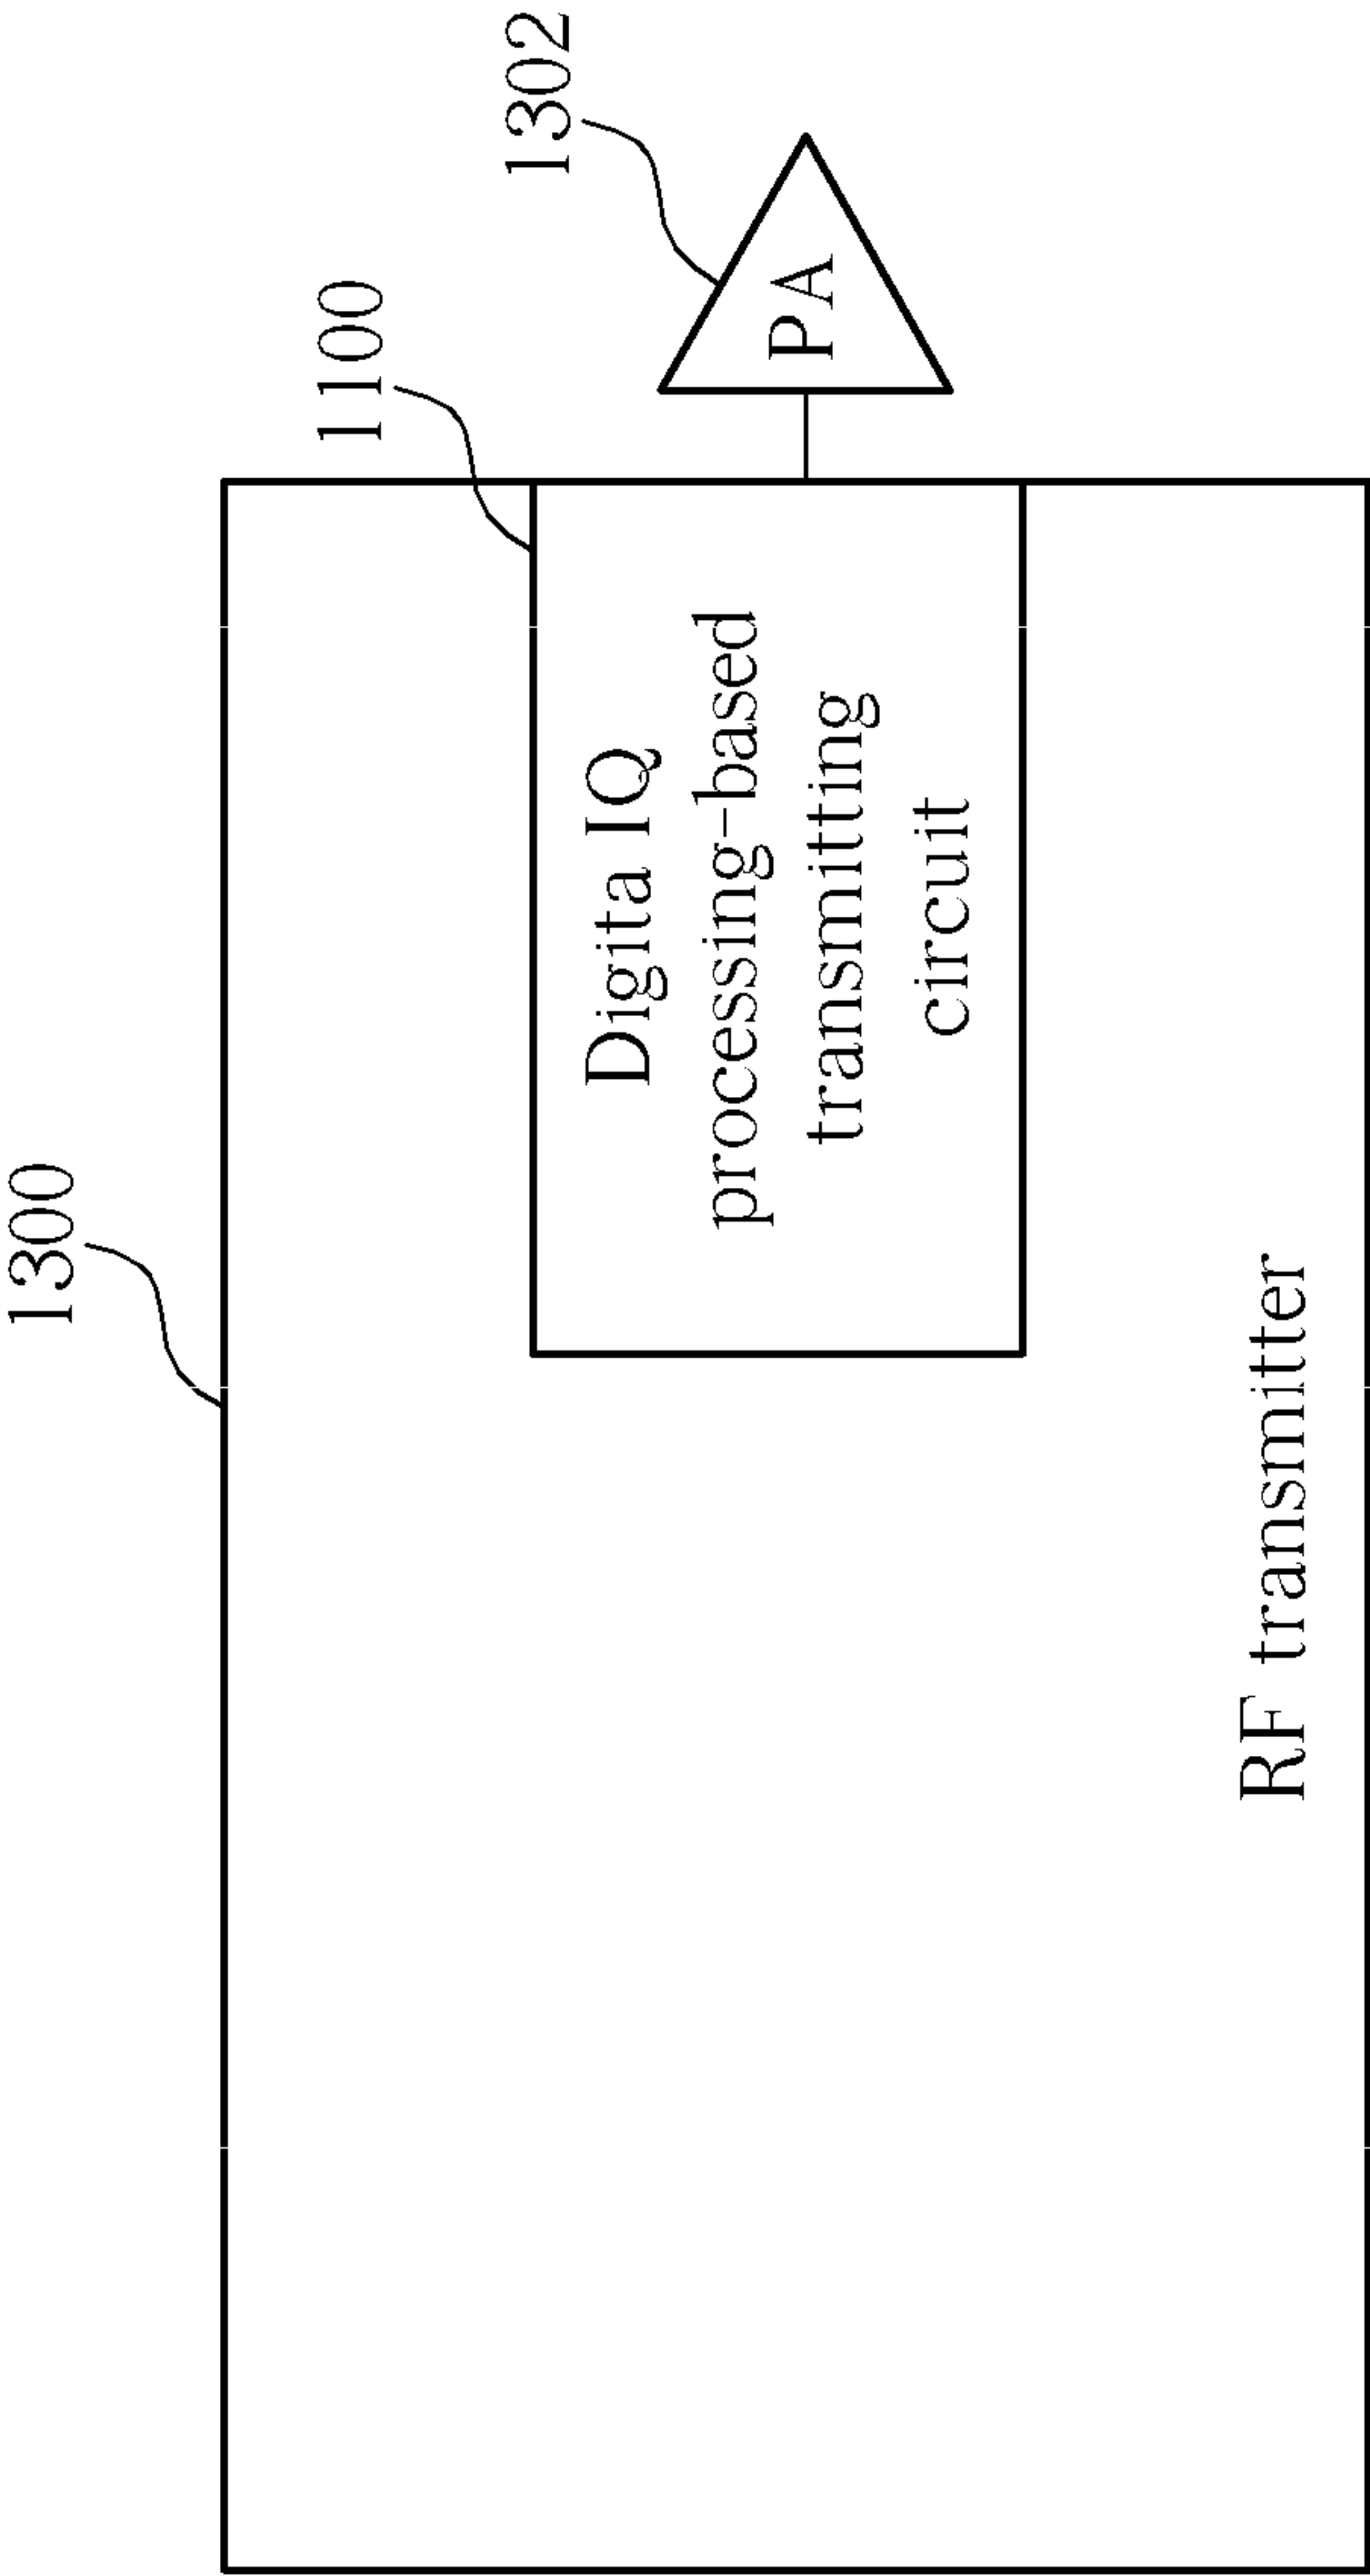 1300
1100
1302
Digita IQ
processing-based
transmitting
circuit
PA
RF transmitter